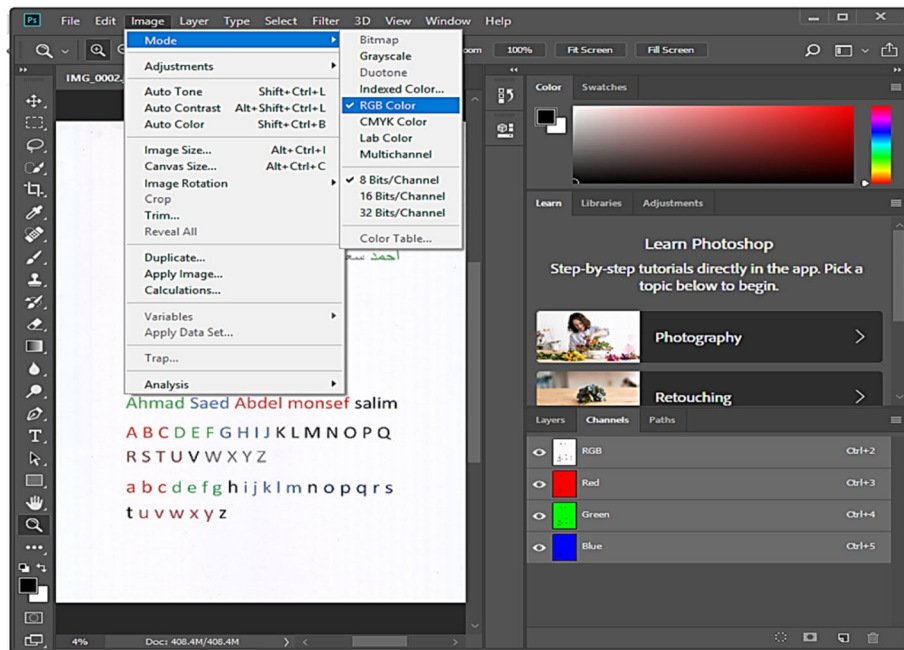 Ps File Edit Image Layer Type Select Filter 3D View Window Help
100% Fit Screen Fill Screen
Mode
Adjustments
Auto Tone Shift+Ctrl+L
Auto Contrast Alt+Shift+Ctrl+L
Auto Color Shift+Ctrl+B
Image Size... Alt+Ctrl+I
Canvas Size... Alt+Ctrl+C
Image Rotation
Crop
Trim...
Reveal All
Duplicate...
Apply Image...
Calculations...
Variables
Apply Data Set...
Trap...
Analysis
Bitmap
Grayscale
Duotone
Indexed Color...
RGB Color
CMYK Color
Lab Color
Multichannel
8 Bits/Channel
16 Bits/Channel
32 Bits/Channel
Color Table...
IMG_0002.
احمد
Ahmad Saed Abdel monsef salim
A B C D E F G H I J K L M N O P Q
R S T U V W X Y Z
a b c d e f g h i j k l m n o p q r s
t u v w x y z
4% Doc: 408.4M/408.4M
Color Swatches
Learn Libraries Adjustments
Learn Photoshop
Step-by-step tutorials directly in the app. Pick a
topic below to begin.
Photography
Retouching
Layers Channels Paths
RGB Ctrl+2
Red Ctrl+3
Green Ctrl+4
Blue Ctrl+5